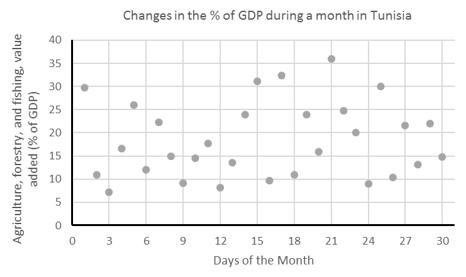 Changes in the % of GDP during a month in Tunisia
Agriculture, forestry, and fishing, value
added (% of GDP)
40
35
30
25
20
15
10
5
0
0 3 6 9 12 15 18 21 24 27 30
Days of the Month